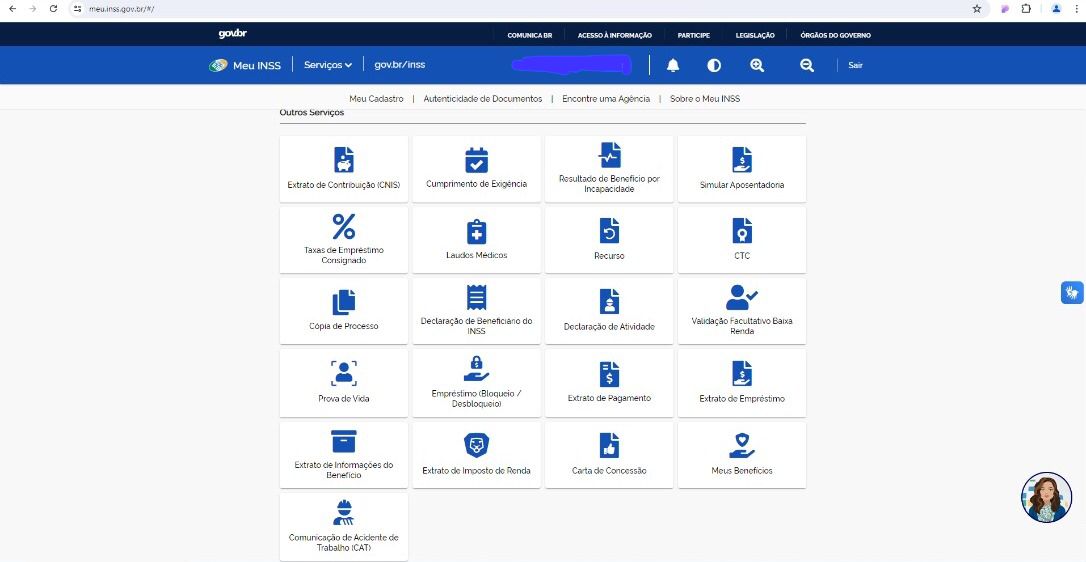 meu.inss.gov.br/#/
gov.br
COMUNICA BR
ACESSO À INFORMAÇÃO
PARTICIPE
LEGISLAÇÃO
ÓRGÃOS DO GOVERNO
Meu INSS
Serviços
gov.br/inss
Sair
Meu Cadastro | Autenticidade de Documentos | Encontre uma Agência | Sobre o Meu INSS
Outros Serviços
Extrato de Contribuição (CNIS)
Cumprimento de Exigência
Resultado de Benefício por
Incapacidade
Simular Aposentadoria
Taxas de Empréstimo
Consignado
Laudos Médicos
Recurso
CTC
Cópia de Processo
Declaração de Beneficiário do
INSS
Declaração de Atividade
Validação Facultativo Baixa
Renda
Prova de Vida
Empréstimo (Bloqueio /
Desbloqueio)
Extrato de Pagamento
Extrato de Empréstimo
Extrato de Informações do
Benefício
Extrato de Imposto de Renda
Carta de Concessão
Meus Benefícios
Comunicação de Acidente de
Trabalho (CAT)